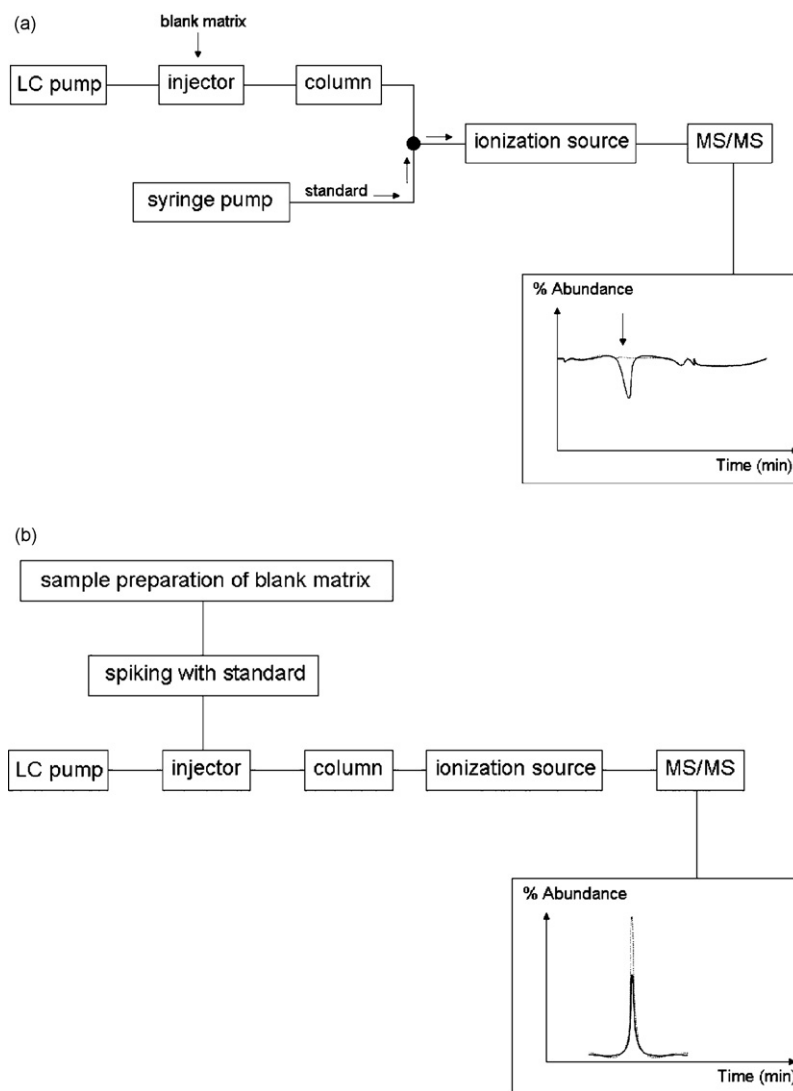 (a)
blank matrix
LC pump
injector
column
ionization source
MS/MS
syringe pump
standard
% Abundance
Time (min)
(b)
sample preparation of blank matrix
spiking with standard
LC pump
injector
column
ionization source
MS/MS
% Abundance
Time (min)